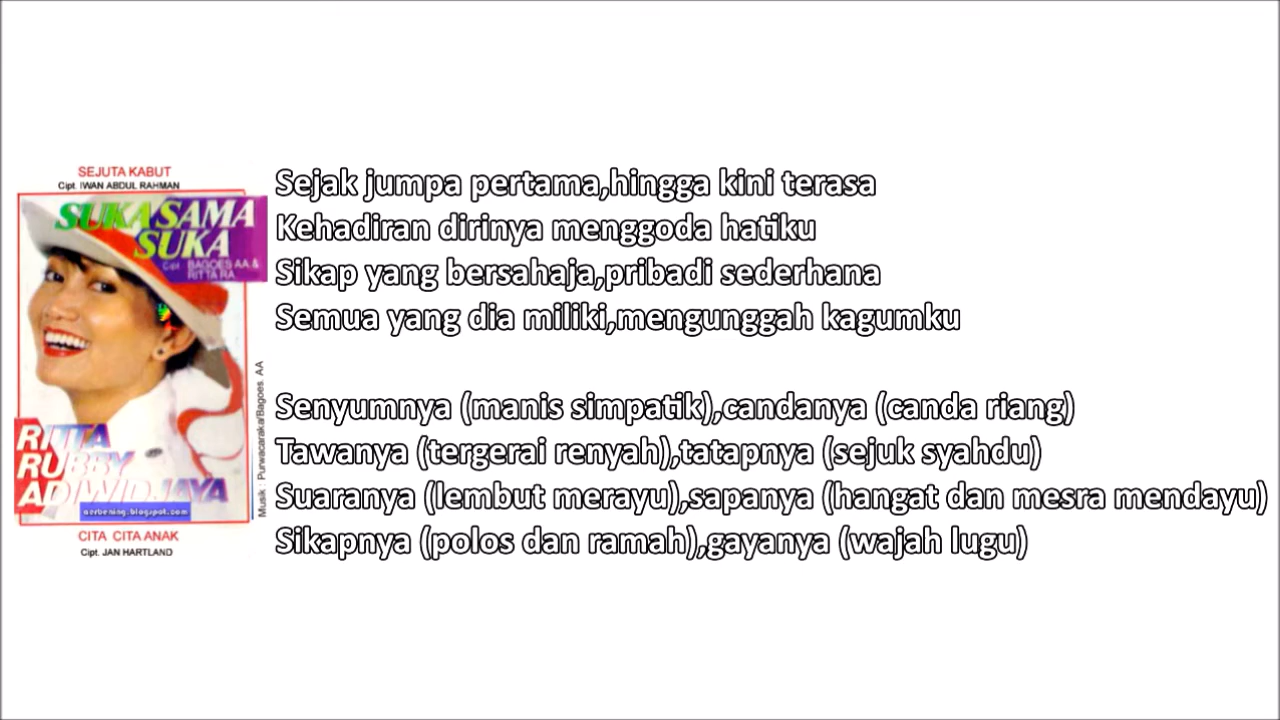 SEJUTA KABUT
Cipt. IWAN ABDUL RAHMAN
SUKA SAMA
SUKA
Cipt. BAGOES AA. &
RITTA RA.
RITTA
RUBBY
ADIWIDJAYA
aerbening.blogspot.com
Musik : Purwacaraka/Bagoes. AA
CITA CITA ANAK
Cipt. JAN HARTLAND
Sejak jumpa pertama,hingga kini terasa
Kehadiran dirinya menggoda hatiku
Sikap yang bersahaja,pribadi sederhana
Semua yang dia miliki,mengunggah kagumku
Senyumnya (manis simpatik),candanya (canda riang)
Tawanya (tergerai renyah),tatapnya (sejuk syahdu)
Suaranya (lembut merayu),sapanya (hangat dan mesra mendayu)
Sikapnya (polos dan ramah),gayanya (wajah lugu)